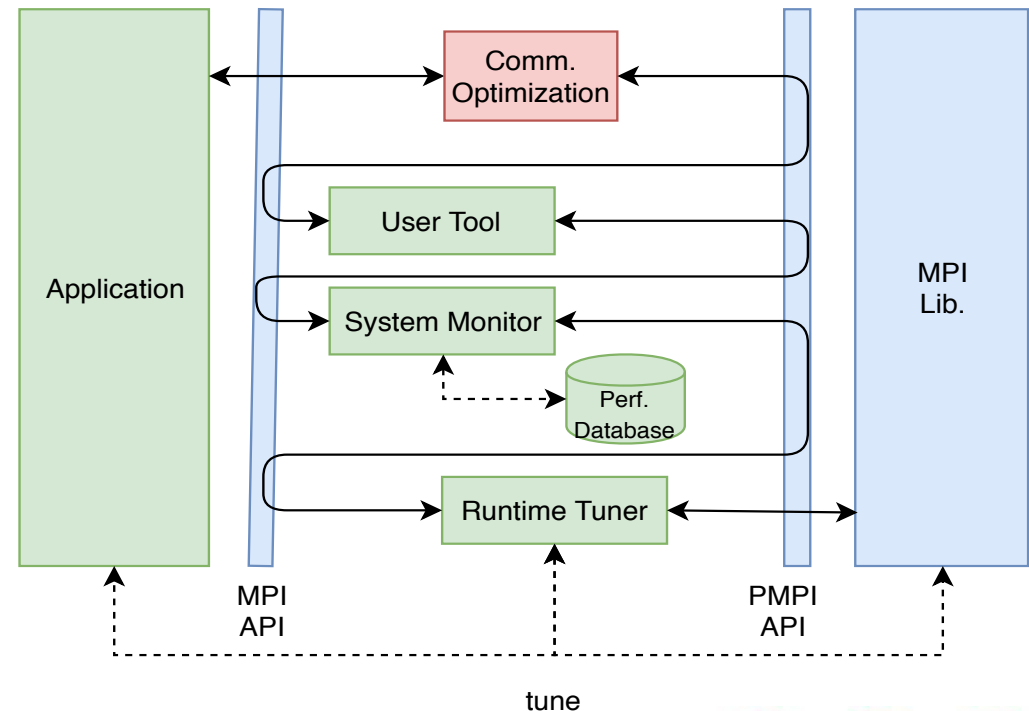 Comm.
Optimization
User Tool
Application
System Monitor
MPI
Lib.
Perf.
Database
Runtime Tuner
MPI
API
PMPI
API
tune